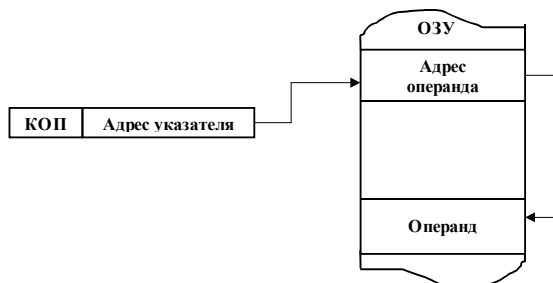 ОЗУ
Адрес
операнда
КОП
Адрес указателя
Операнд